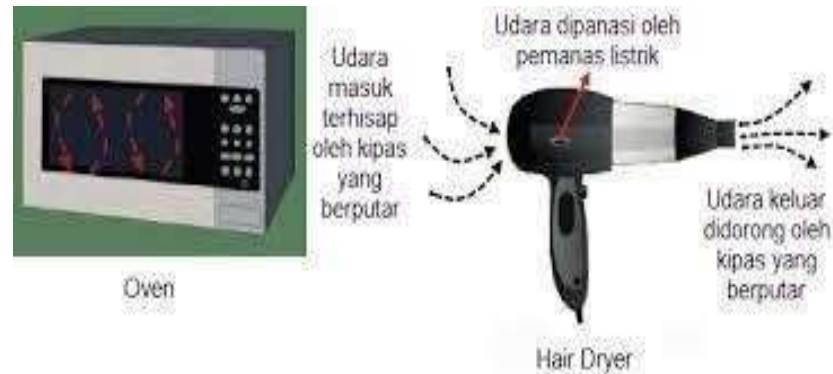 Udara
masuk
terhisap
oleh kipas
yang
berputar
Udara dipanasi oleh
pemanas listrik
Udara keluar
didorong oleh
kipas yang
berputar
Oven
Hair Dryer